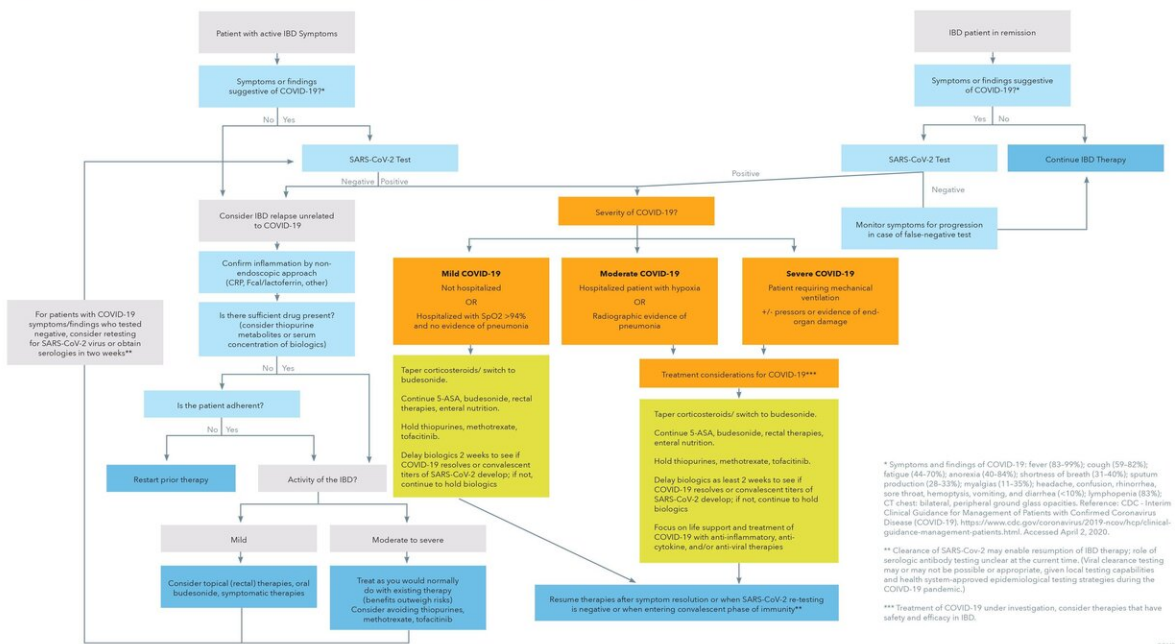 Patient with active IBD Symptoms
IBD patient in remission
Symptoms or findings
suggestive of COVID-19?*
Symptoms or findings suggestive
of COVID-19?*
No
Yes
Yes
No
SARS-CoV-2 Test
SARS-CoV-2 Test
Continue IBD Therapy
Negative
Positive
Positive
Negative
Consider IBD relapse unrelated
to COVID-19
Severity of COVID-19?
Monitor symptoms for progression
in case of false-negative test
Confirm inflammation by non-
endoscopic approach
(CRP, Fcal/lactoferrin, other)
Mild COVID-19
Not hospitalized
OR
Hospitalized with SpO2 >94%
and no evidence of pneumonia
Moderate COVID-19
Hospitalized patient with hypoxia
OR
Radiographic evidence of
pneumonia
Severe COVID-19
Patient requiring mechanical
ventilation
+/- pressors or evidence of end-
organ damage
For patients with COVID-19
symptoms/findings who tested
negative, consider retesting
for SARS-CoV-2 virus or obtain
serologies in two weeks**
Is there sufficient drug present?
(consider thiopurine
metabolites or serum
concentration of biologics)
No
Yes
Taper corticosteroids/ switch to
budesonide.
Continue 5-ASA, budesonide, rectal
therapies, enteral nutrition.
Hold thiopurines, methotrexate,
tofacitinib.
Delay biologics 2 weeks to see if
COVID-19 resolves or convalescent
titers of SARS-CoV-2 develop; if not,
continue to hold biologics
Treatment considerations for COVID-19***
Is the patient adherent?
No
Yes
Taper corticosteroids/ switch to budesonide.
Continue 5-ASA, budesonide, rectal therapies,
enteral nutrition.
Hold thiopurines, methotrexate, tofacitinib.
Delay biologics as least 2 weeks to see if
COVID-19 resolves or convalescent titers of
SARS-CoV-2 develop; if not, continue to hold
biologics
Focus on life support and treatment of
COVID-19 with anti-inflammatory, anti-
cytokine, and/or anti-viral therapies
Restart prior therapy
Activity of the IBD?
Mild
Moderate to severe
Consider topical (rectal) therapies, oral
budesonide, symptomatic therapies
Treat as you would normally
do with existing therapy
(benefits outweigh risks)
Consider avoiding thiopurines,
methotrexate, tofacitinib
Resume therapies after symptom resolution or when SARS-CoV-2 re-testing
is negative or when entering convalescent phase of immunity**
* Symptoms and findings of COVID-19: fever (83–99%); cough (59–82%);
fatigue (44-70%); anorexia (40-84%); shortness of breath (31–40%); sputum
production (28–33%); myalgias (11–35%); headache, confusion, rhinorrhea,
sore throat, hemoptysis, vomiting, and diarrhea (<10%); lymphopenia (83%);
CT chest: bilateral, peripheral ground glass opacities. Reference: CDC - Interim
Clinical Guidance for Management of Patients with Confirmed Coronavirus
Disease (COVID-19). https://www.cdc.gov/coronavirus/2019-ncov/hcp/clinical-
guidance-management-patients.html. Accessed April 2, 2020.
** Clearance of SARS-Cov-2 may enable resumption of IBD therapy; role of
serologic antibody testing unclear at the current time. (Viral clearance testing
may or may not be possible or appropriate, given local testing capabilities
and health system-approved epidemiological testing strategies during the
COIVD-19 pandemic.)
*** Treatment of COVID-19 under investigation, consider therapies that have
safety and efficacy in IBD.